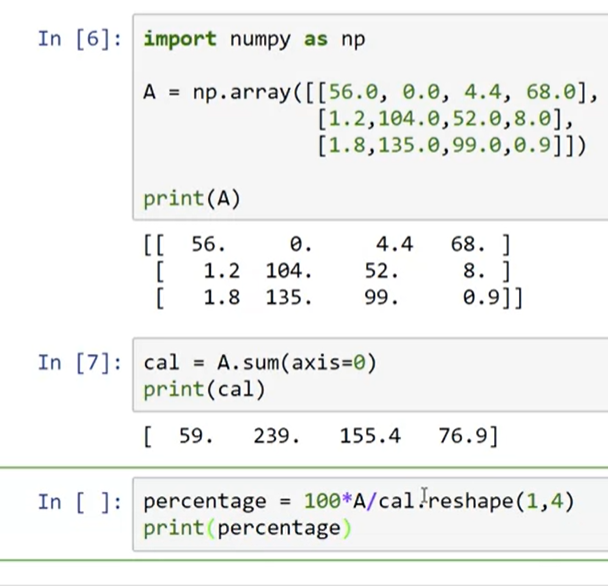 In [6]: import numpy as np
A = np.array([[56.0, 0.0, 4.4, 68.0],
[1.2,104.0,52.0,8.0],
[1.8,135.0,99.0,0.9]])
print(A)
[[ 56. 0. 4.4 68. ]
[ 1.2 104. 52. 8. ]
[ 1.8 135. 99. 0.9]]
In [7]: cal = A.sum(axis=0)
print(cal)
[ 59. 239. 155.4 76.9]
In [ ]: percentage = 100*A/cal.reshape(1,4)
print(percentage)